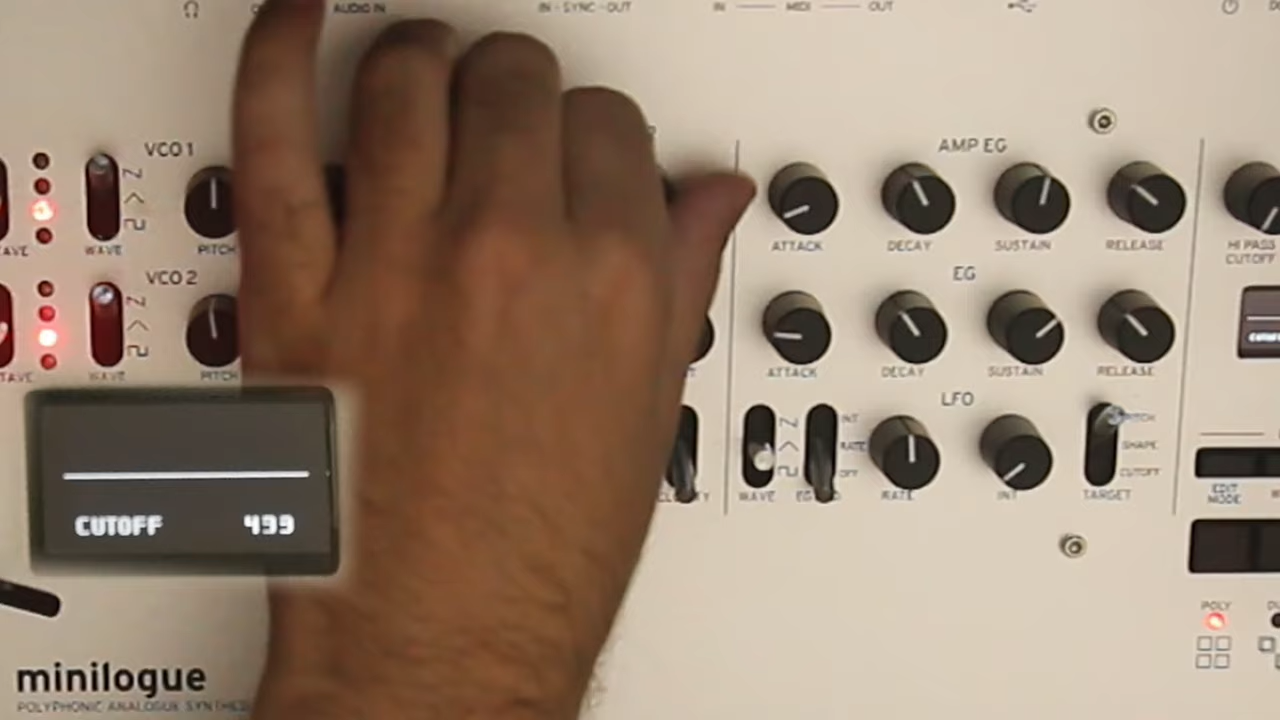 AUDIO IN
IN - SYNC - OUT
IN MIDI OUT
VCO 1
WAVE
PITCH
VCO 2
WAVE
PITCH
AMP EG
ATTACK DECAY SUSTAIN RELEASE
EG
ATTACK DECAY SUSTAIN RELEASE
LFO
INT
RATE
OFF
WAVE
RATE
INT
PITCH
SHAPE
CUTOFF
TARGET
HI PASS
CUTOFF
CUTOFF 499
EDIT
MODE
POLY
minilogue
POLYPHONIC ANALOGUE SYNTHES